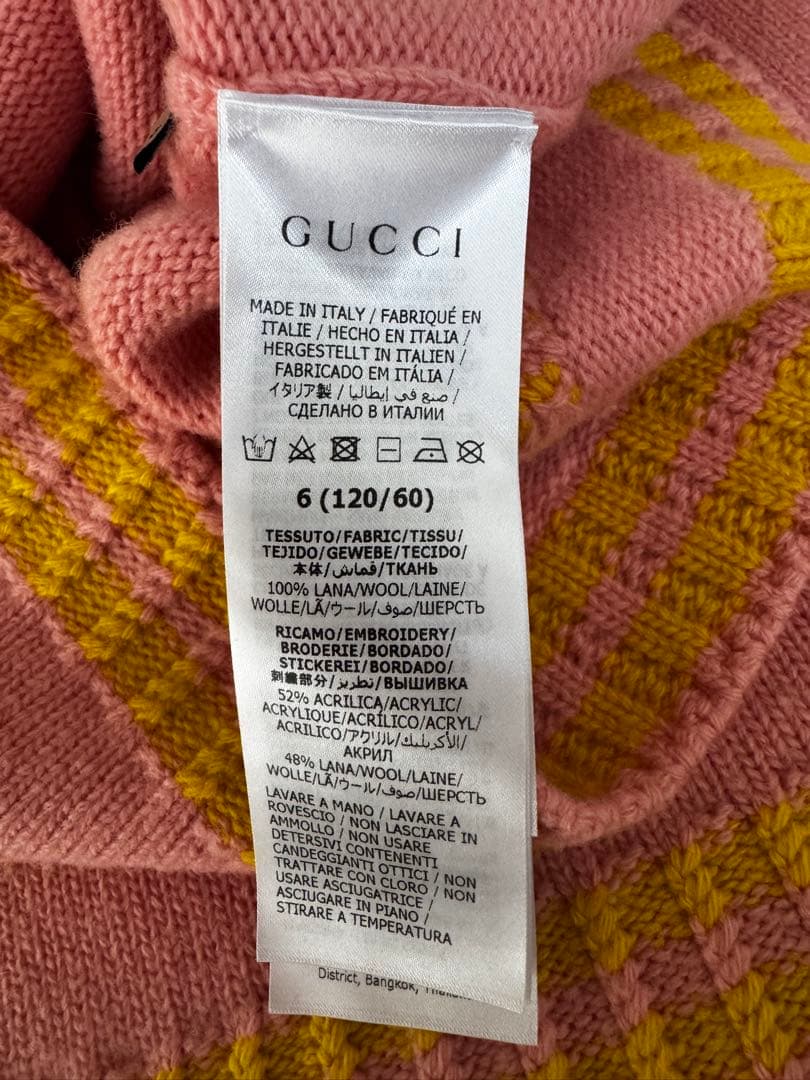 GUCCI
MADE IN ITALY / FABRIQUÉ EN
ITALIE / HECHO EN ITALIA /
HERGESTELLT IN ITALIEN /
FABRICADO EM ITÁLIA /
イタリア製 / صنع في إيطاليا /
СДЕЛАНО В ИТАЛИИ
6 (120/60)
TESSUTO/FABRIC/TISSU/
TEJIDO/GEWEBE/TECIDO/
本体/قماش/ТКАНЬ
100% LANA/WOOL/LAINE/
WOLLE/LÃ/ウール/صوف/ШЕРСТЬ
RICAMO/EMBROIDERY/
BRODERIE/BORDADO/
STICKEREI/BORDADO/
刺繍部分/تطريز/ВЫШИВКА
52% ACRILICA/ACRYLIC/
ACRYLIQUE/ACRÍLICO/ACRYL/
ACRILICO/アクリル/الأكريليك/
АКРИЛ
48% LANA/WOOL/LAINE/
WOLLE/LÃ/ウール/صوف/ШЕРСТЬ
LAVARE A MANO / LAVARE A
ROVESCIO / NON LASCIARE IN
AMMOLLO / NON USARE
DETERSIVI CONTENENTI
CANDEGGIANTI OTTICI / NON
TRATTARE CON CLORO / NON
USARE ASCIUGATRICE /
ASCIUGARE IN PIANO /
STIRARE A TEMPERATURA
District, Bangkok,